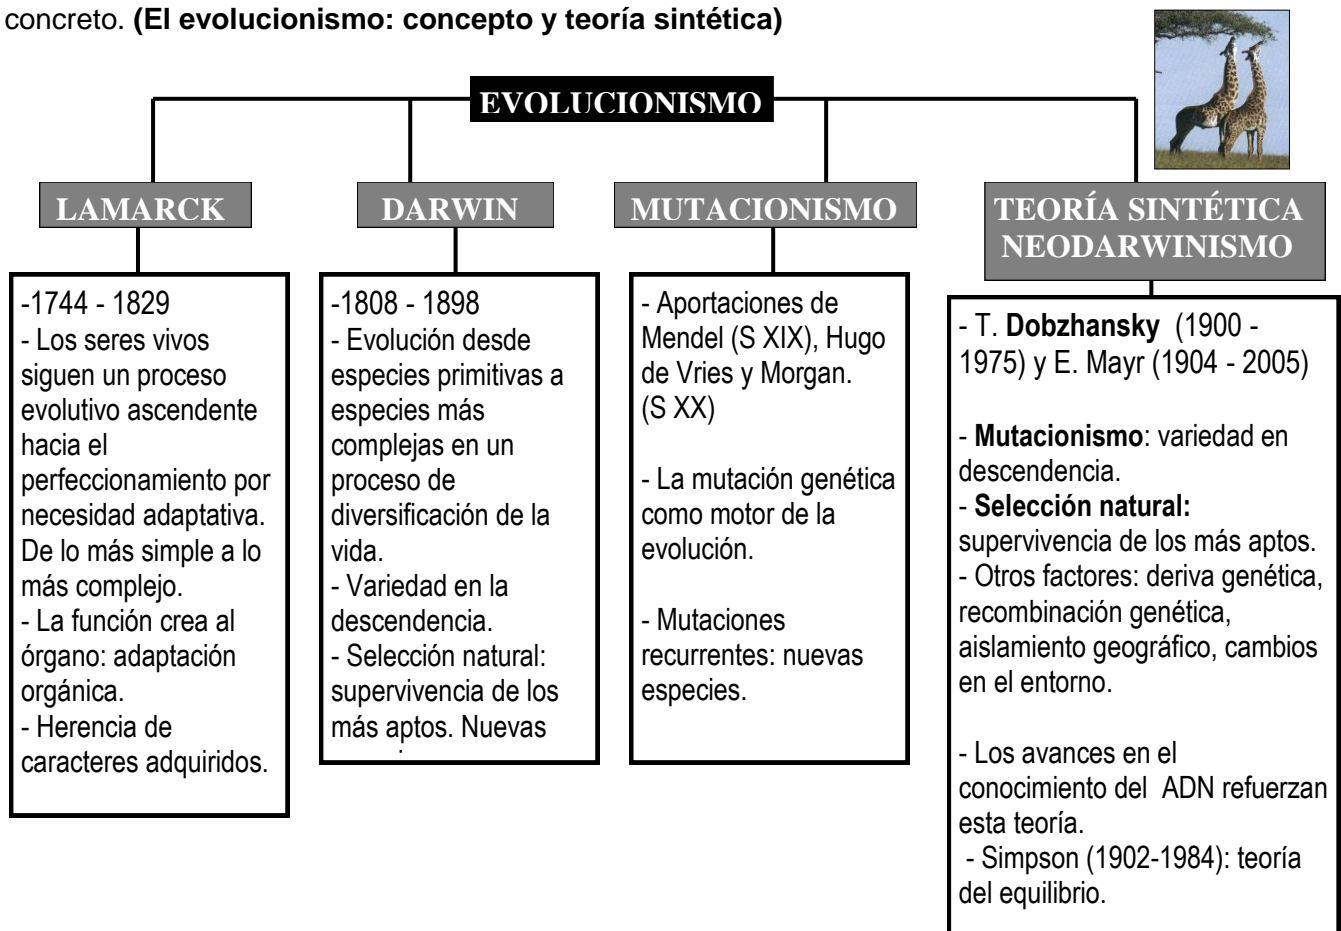 concreto. (El evolucionismo: concepto y teoría sintética)
EVOLUCIONISMO
LAMARCK
-1744 - 1829
- Los seres vivos
siguen un proceso
evolutivo ascendente
hacia el
perfeccionamiento por
necesidad adaptativa.
De lo más simple a lo
más complejo.
- La función crea al
órgano: adaptación
orgánica.
- Herencia de
caracteres adquiridos.
DARWIN
-1808 - 1898
- Evolución desde
especies primitivas a
especies más
complejas en un
proceso de
diversificación de la
vida.
- Variedad en la
descendencia.
- Selección natural:
supervivencia de los
más aptos. Nuevas
MUTACIONISMO
- Aportaciones de
Mendel (S XIX), Hugo
de Vries y Morgan.
(S XX)
- La mutación genética
como motor de la
evolución.
- Mutaciones
recurrentes: nuevas
especies.
TEORÍA SINTÉTICA
NEODARWINISMO
- T. Dobzhansky (1900 -
1975) y E. Mayr (1904 - 2005)
- Mutacionismo: variedad en
descendencia.
- Selección natural:
supervivencia de los más aptos.
- Otros factores: deriva genética,
recombinación genética,
aislamiento geográfico, cambios
en el entorno.
- Los avances en el
conocimiento del ADN refuerzan
esta teoría.
- Simpson (1902-1984): teoría
del equilibrio.